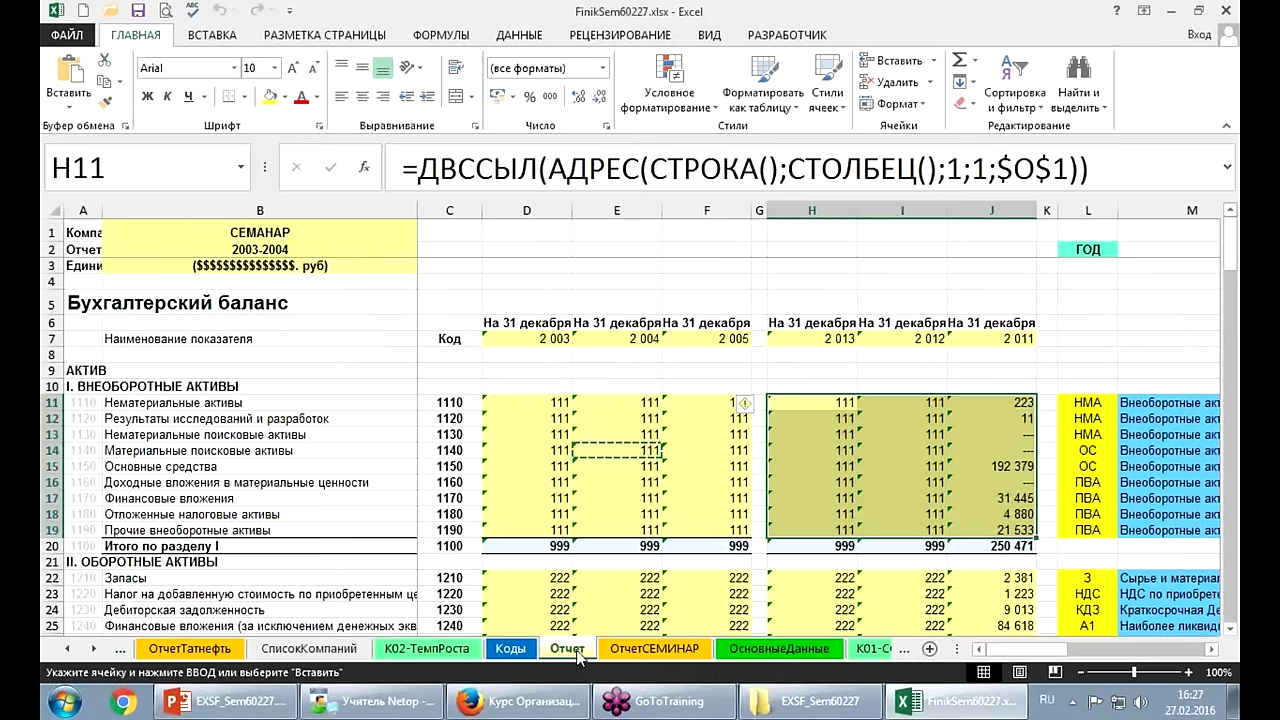 FinikSem60227.xlsx - Excel
ФАЙЛ ГЛАВНАЯ ВСТАВКА РАЗМЕТКА СТРАНИЦЫ ФОРМУЛЫ ДАННЫЕ РЕЦЕНЗИРОВАНИЕ ВИД РАЗРАБОТЧИК Вход
Вставить
Буфер обмена
Arial 10
Ж К Ч
Шрифт
Выравнивание
(все форматы)
% 000
Число
Условное форматирование
Форматировать как таблицу
Стили ячеек
Стили
Вставить
Удалить
Формат
Ячейки
Сортировка и фильтр
Найти и выделить
Редактирование
H11 =ДВССЫЛ(АДРЕС(СТРОКА();СТОЛБЕЦ();1;1;$O$1))
A B C D E F G H I J K L M
1 Компа СЕМАНАР
2 Отчет 2003-2004 ГОД
3 Едини ($$$$$$$$$$$$$$$. руб)
4
5 Бухгалтерский баланс
6 На 31 декабря На 31 декабря На 31 декабря На 31 декабря На 31 декабря На 31 декабря
7 Наименование показателя Код 2 003 2 004 2 005 2 013 2 012 2 011
8
9 АКТИВ
10 I. ВНЕОБОРОТНЫЕ АКТИВЫ
11 1110 Нематериальные активы 1110 111 111 1 111 111 223 НМА Внеоборотные акт
12 1120 Результаты исследований и разработок 1120 111 111 111 111 111 11 НМА Внеоборотные акт
13 1130 Нематериальные поисковые активы 1130 111 111 111 111 111 --- НМА Внеоборотные акт
14 1140 Материальные поисковые активы 1140 111 111 111 111 111 --- ОС Внеоборотные акт
15 1150 Основные средства 1150 111 111 111 111 111 192 379 ОС Внеоборотные акт
16 1160 Доходные вложения в материальные ценности 1160 111 111 111 111 111 --- ПВА Внеоборотные акт
17 1170 Финансовые вложения 1170 111 111 111 111 111 31 445 ПВА Внеоборотные акт
18 1180 Отложенные налоговые активы 1180 111 111 111 111 111 4 880 ПВА Внеоборотные акт
19 1190 Прочие внеоборотные активы 1190 111 111 111 111 111 21 533 ПВА Внеоборотные акт
20 1100 Итого по разделу I 1100 999 999 999 999 999 250 471
21 II. ОБОРОТНЫЕ АКТИВЫ
22 1210 Запасы 1210 222 222 222 222 222 2 381 З Сырье и материал
23 1220 Налог на добавленную стоимость по приобретенным це 1220 222 222 222 222 222 1 223 НДС НДС по приобрете
24 1230 Дебиторская задолженность 1230 222 222 222 222 222 9 013 КДЗ Краткосрочная Де
25 1240 Финансовые вложения (за исключением денежных экв 1240 222 222 222 222 222 84 618 А1 Наиболее ликвид
... ОтчетТатнефть СписокКомпаний К02-ТемпРоста Коды Отчет ОтчетСЕМИНАР ОсновныеДанные К01-С ...
Укажите ячейку и нажмите ВВОД или выберите "Вставить" 100%
EXSF_Sem60227.... Учитель Netop - ... Курс Организац... GoToTraining EXSF_Sem60227 FinikSem60227.x... RU 16:27
27.02.2016